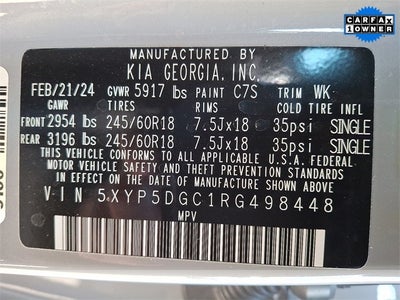 CARFAX
1 OWNER
MANUFACTURED BY
KIA GEORGIA, INC.
FEB/21/24 GVWR 5917 lbs PAINT C7S TRIM WK
GAWR TIRES RIMS COLD TIRE INFL
FRONT 2954 lbs 245/60R18 7.5Jx18 35psi SINGLE
REAR 3196 lbs 245/60R18 7.5Jx18 35psi SINGLE
THIS VEHICLE CONFORMS TO ALL APPLICABLE U.S.A. FEDERAL
MOTOR VEHICLE SAFETY AND THEFT PREVENTION STANDARDS
IN EFFECT ON THE DATE OF MANUFACTURE SHOWN ABOVE.
VIN 5XYP5DGC1RG498448
MPV